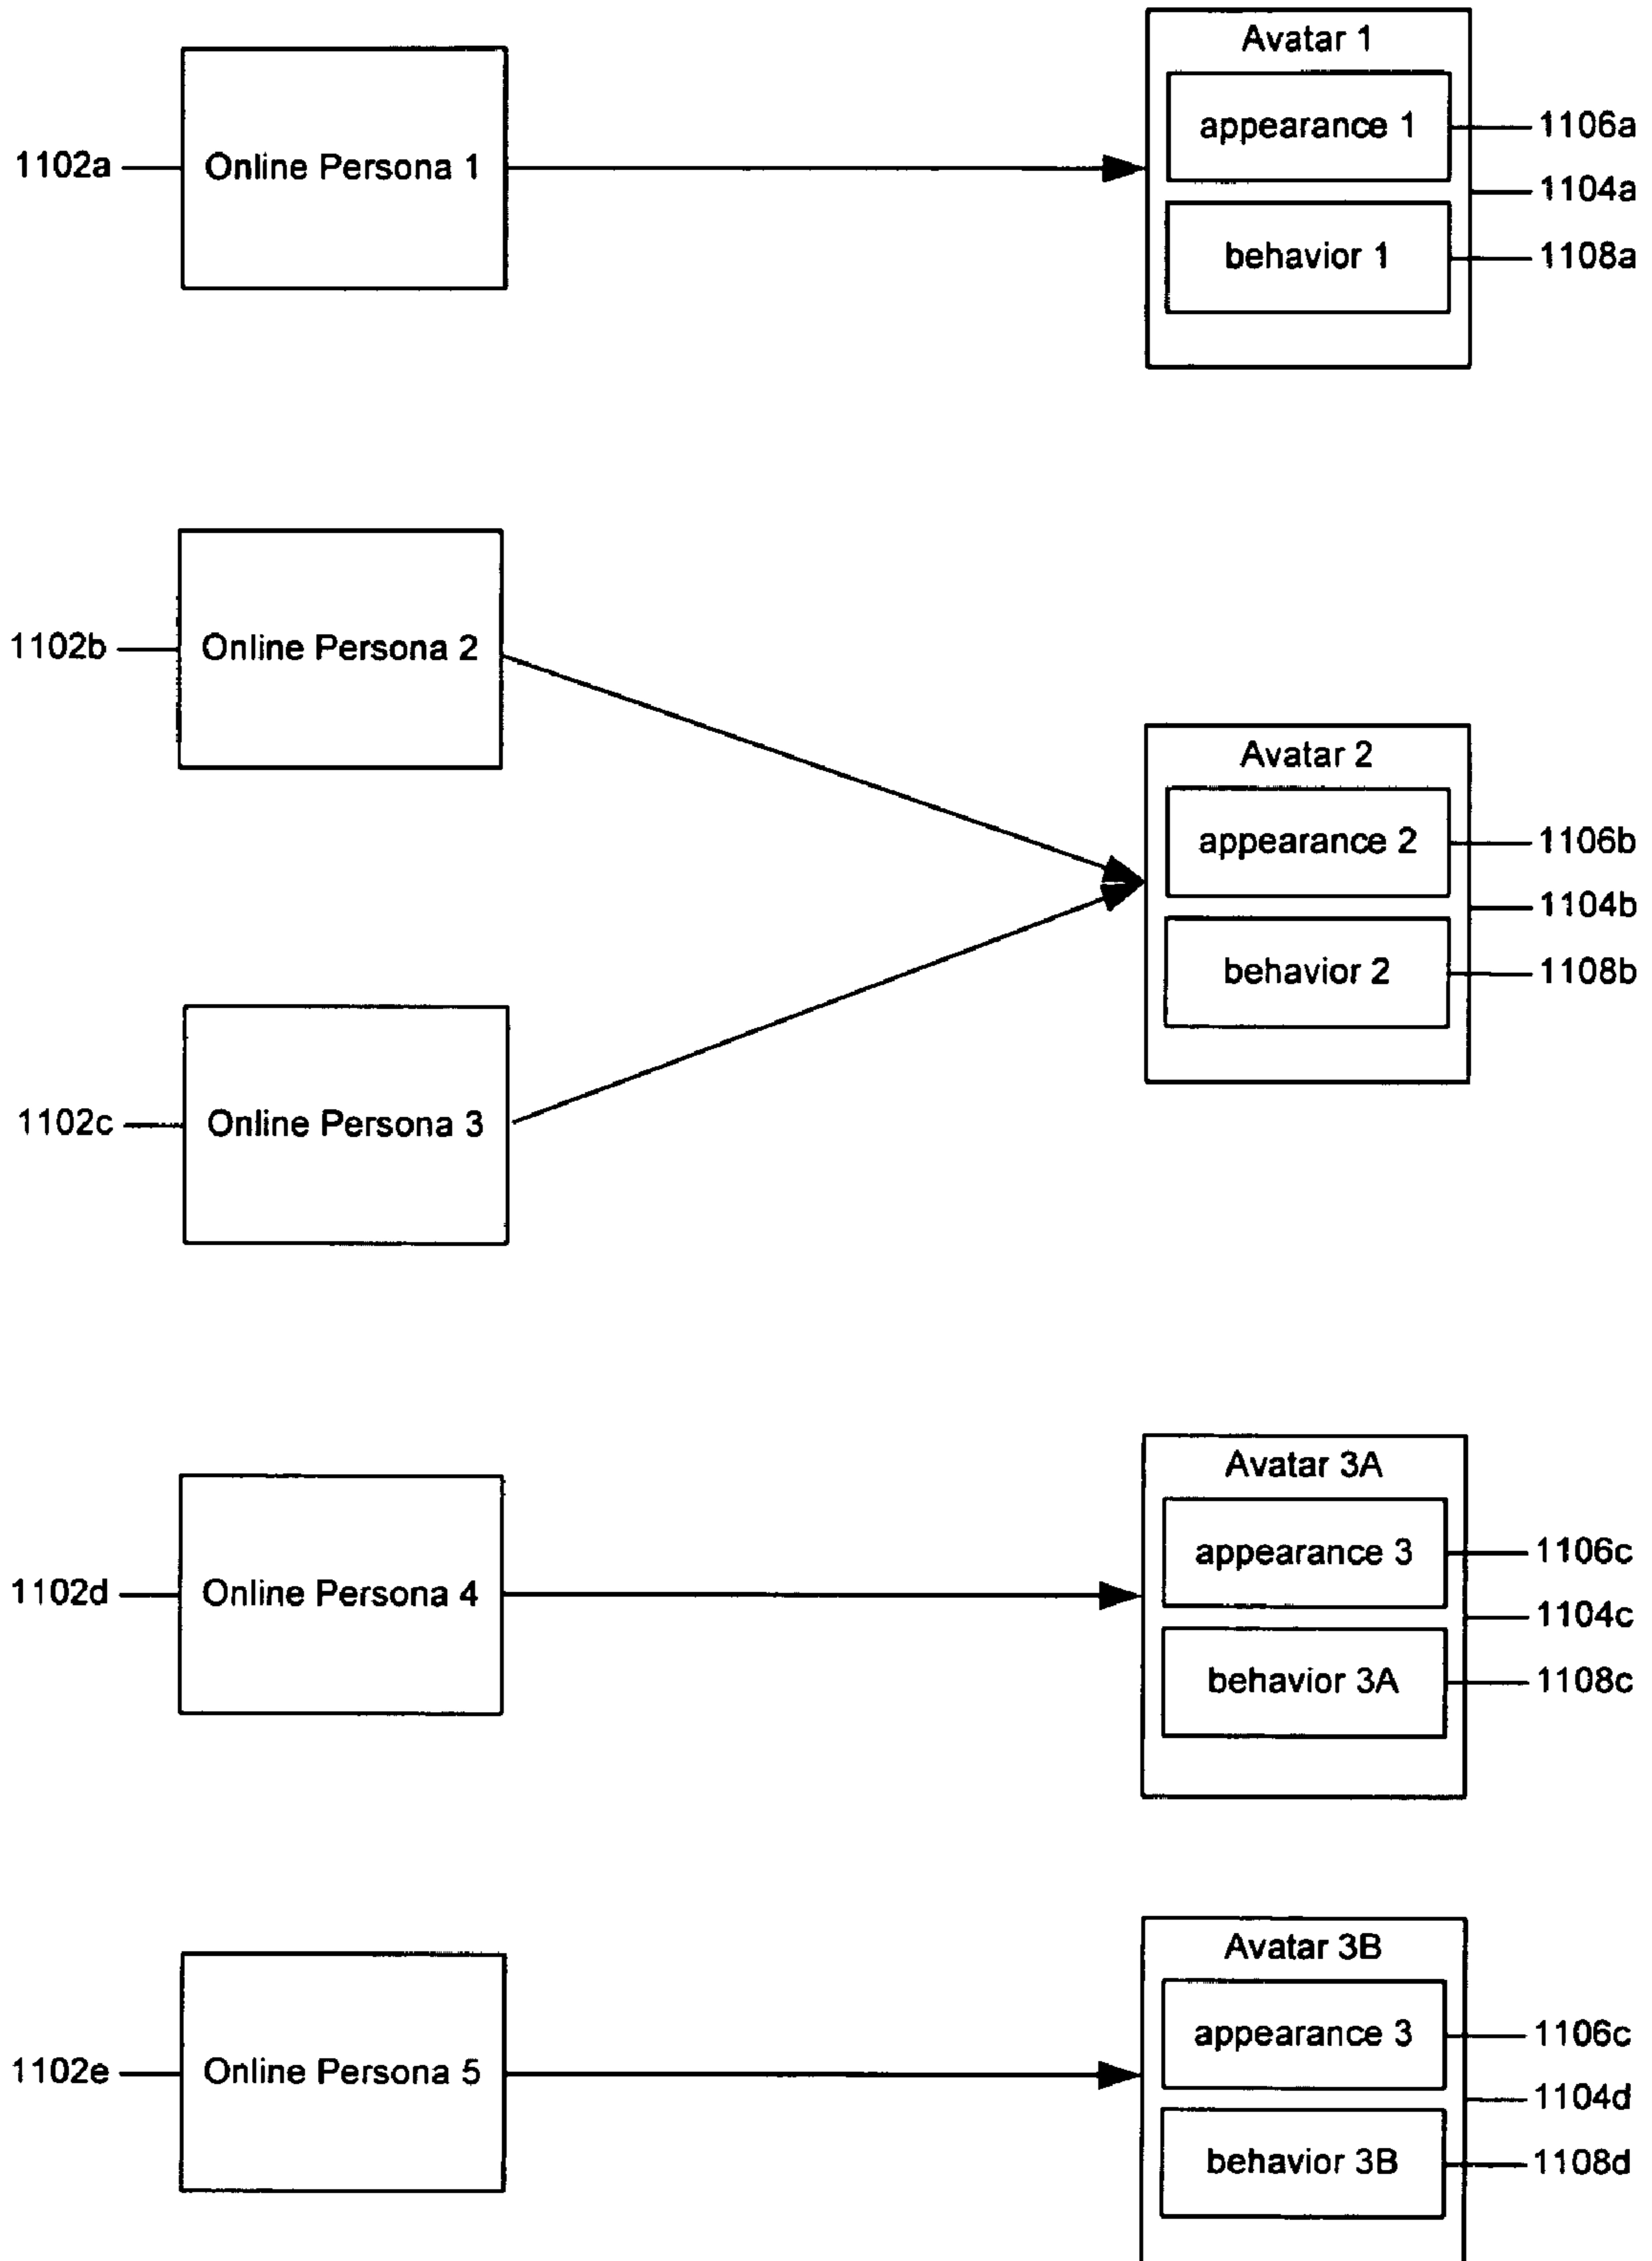 Avatar 1
appearance 1
1106a
1102a
Online Persona 1
1104a
behavior 1
1108a
1102b
Online Persona 2
Avatar 2
appearance 2
1106b
1104b
behavior 2
1108b
1102c
Online Persona 3
Avatar 3A
appearance 3
1106c
1102d
Online Persona 4
1104c
behavior 3A
1108c
Avatar 3B
appearance 3
1106c
1102e
Online Persona 5
1104d
behavior 3B
1108d